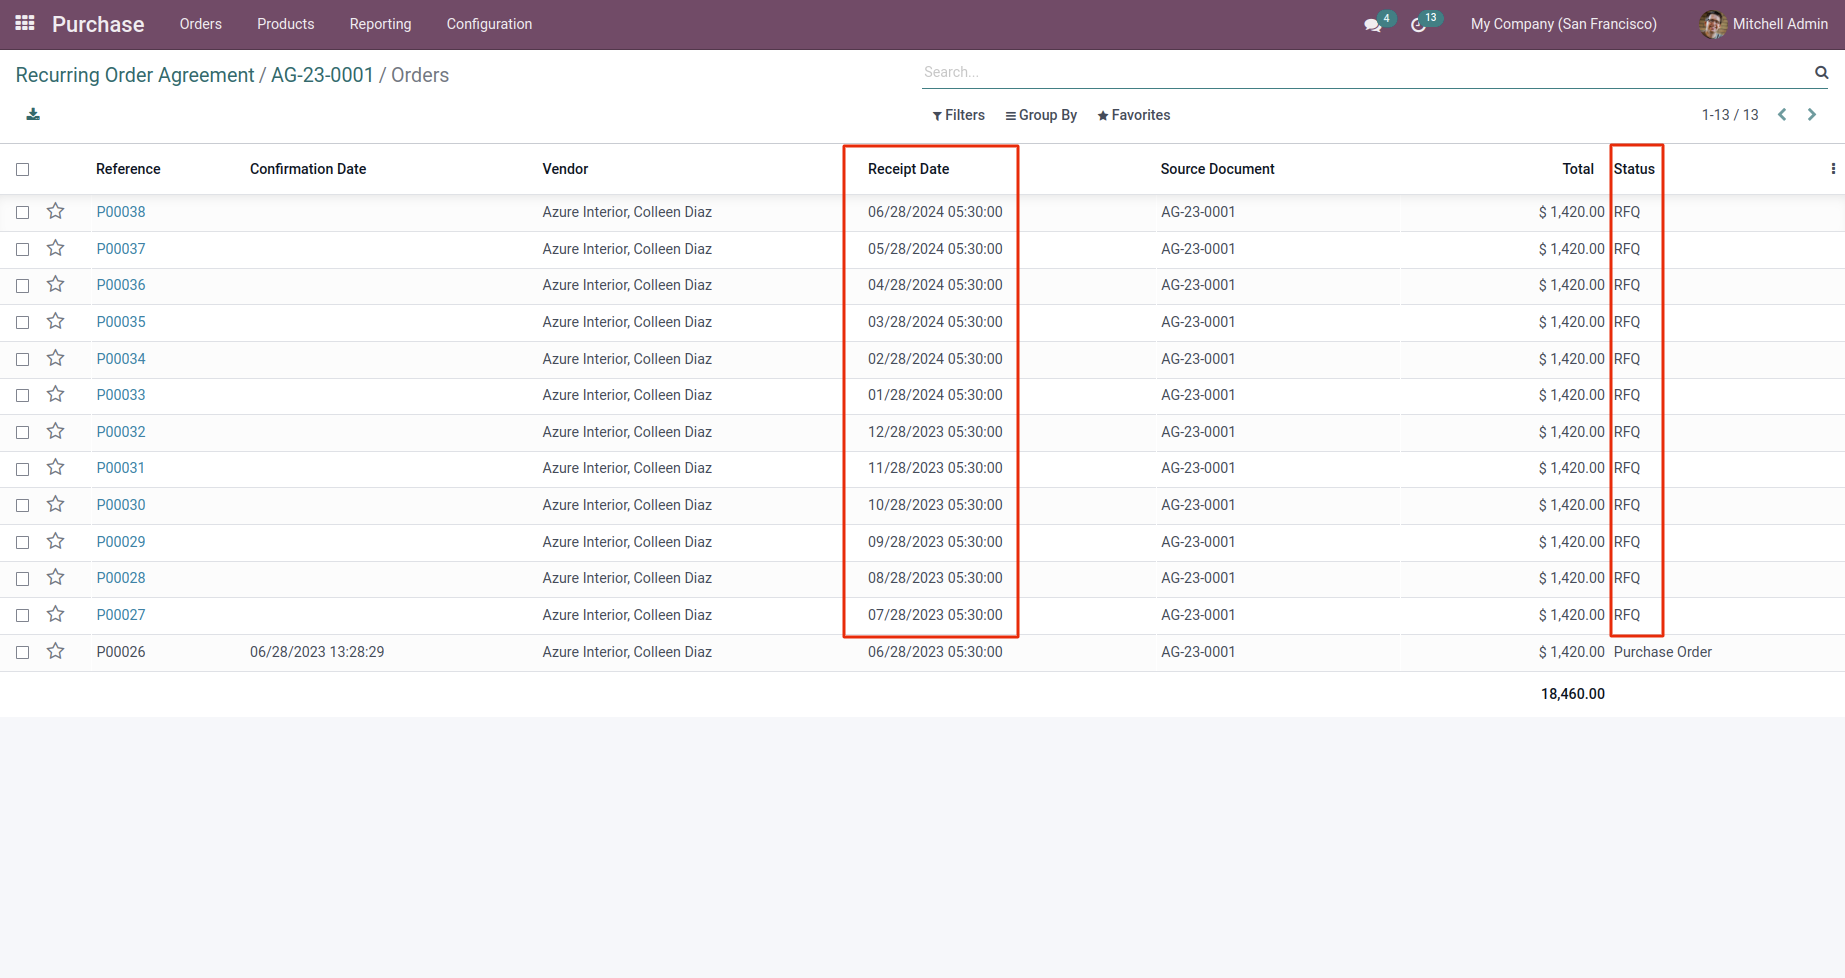 Purchase Orders Products Reporting Configuration 4 13 My Company (San Francisco) Mitchell Admin
Recurring Order Agreement / AG-23-0001 / Orders
Search...
Filters Group By Favorites 1-13 / 13
Reference Confirmation Date Vendor Receipt Date Source Document Total Status
P00038 Azure Interior, Colleen Diaz 06/28/2024 05:30:00 AG-23-0001 $ 1,420.00 RFQ
P00037 Azure Interior, Colleen Diaz 05/28/2024 05:30:00 AG-23-0001 $ 1,420.00 RFQ
P00036 Azure Interior, Colleen Diaz 04/28/2024 05:30:00 AG-23-0001 $ 1,420.00 RFQ
P00035 Azure Interior, Colleen Diaz 03/28/2024 05:30:00 AG-23-0001 $ 1,420.00 RFQ
P00034 Azure Interior, Colleen Diaz 02/28/2024 05:30:00 AG-23-0001 $ 1,420.00 RFQ
P00033 Azure Interior, Colleen Diaz 01/28/2024 05:30:00 AG-23-0001 $ 1,420.00 RFQ
P00032 Azure Interior, Colleen Diaz 12/28/2023 05:30:00 AG-23-0001 $ 1,420.00 RFQ
P00031 Azure Interior, Colleen Diaz 11/28/2023 05:30:00 AG-23-0001 $ 1,420.00 RFQ
P00030 Azure Interior, Colleen Diaz 10/28/2023 05:30:00 AG-23-0001 $ 1,420.00 RFQ
P00029 Azure Interior, Colleen Diaz 09/28/2023 05:30:00 AG-23-0001 $ 1,420.00 RFQ
P00028 Azure Interior, Colleen Diaz 08/28/2023 05:30:00 AG-23-0001 $ 1,420.00 RFQ
P00027 Azure Interior, Colleen Diaz 07/28/2023 05:30:00 AG-23-0001 $ 1,420.00 RFQ
P00026 06/28/2023 13:28:29 Azure Interior, Colleen Diaz 06/28/2023 05:30:00 AG-23-0001 $ 1,420.00 Purchase Order
18,460.00